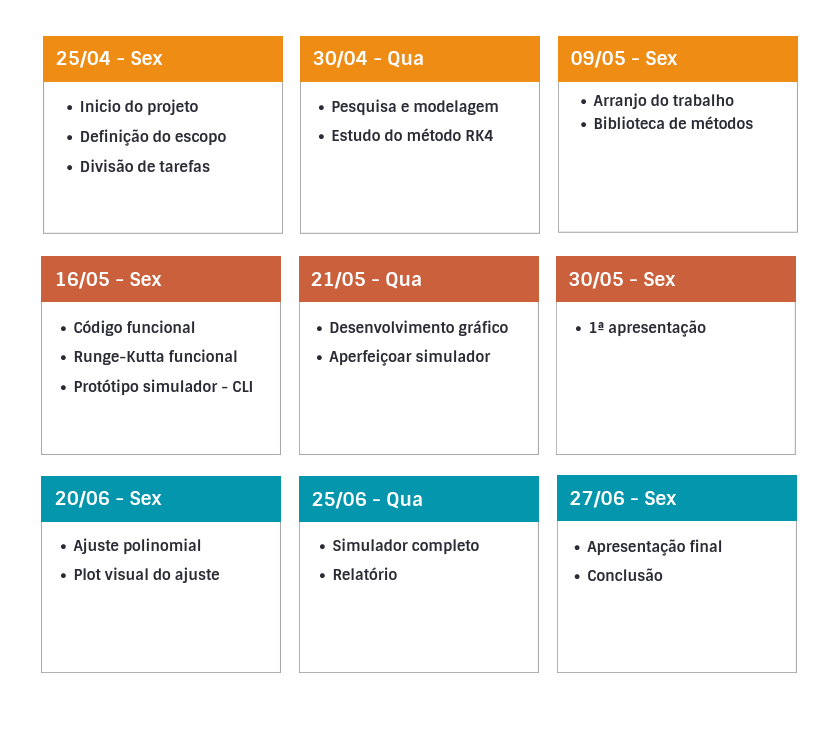 25/04 - Sex
• Inicio do projeto
• Definição do escopo
• Divisão de tarefas
30/04 - Qua
• Pesquisa e modelagem
• Estudo do método RK4
09/05 - Sex
• Arranjo do trabalho
• Biblioteca de métodos
16/05 - Sex
• Código funcional
• Runge-Kutta funcional
• Protótipo simulador - CLI
21/05 - Qua
• Desenvolvimento gráfico
• Aperfeiçoar simulador
30/05 - Sex
• 1ª apresentação
20/06 - Sex
• Ajuste polinomial
• Plot visual do ajuste
25/06 - Qua
• Simulador completo
• Relatório
27/06 - Sex
• Apresentação final
• Conclusão